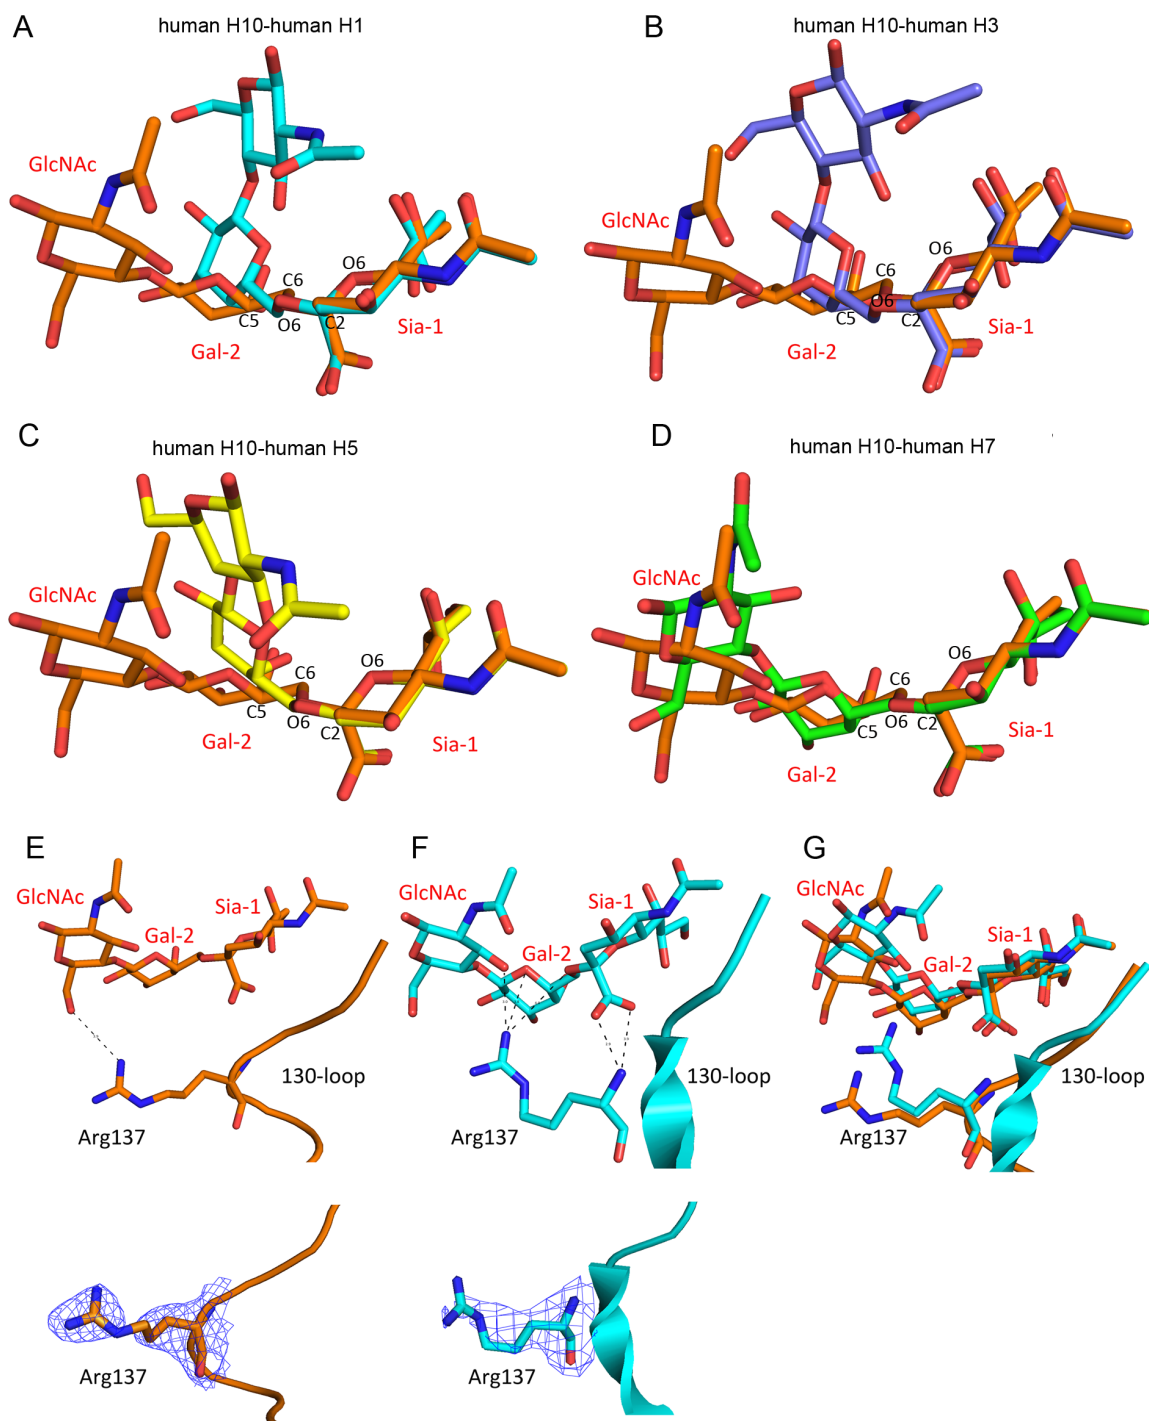 A
human H10-human H1
GlcNAc
O6
C6
C5
O6
C2
Gal-2
Sia-1
B
human H10-human H3
GlcNAc
O6
C6
O6
C5
C2
Gal-2
Sia-1
C
human H10-human H5
GlcNAc
O6
C6
C5
O6
C2
Gal-2
Sia-1
D
human H10-human H7
GlcNAc
O6
C6
C5
O6
C2
Gal-2
Sia-1
E
GlcNAc
Sia-1
Gal-2
130-loop
Arg137
Arg137
F
GlcNAc
Sia-1
Gal-2
130-loop
Arg137
Arg137
G
GlcNAc
Sia-1
Gal-2
130-loop
Arg137